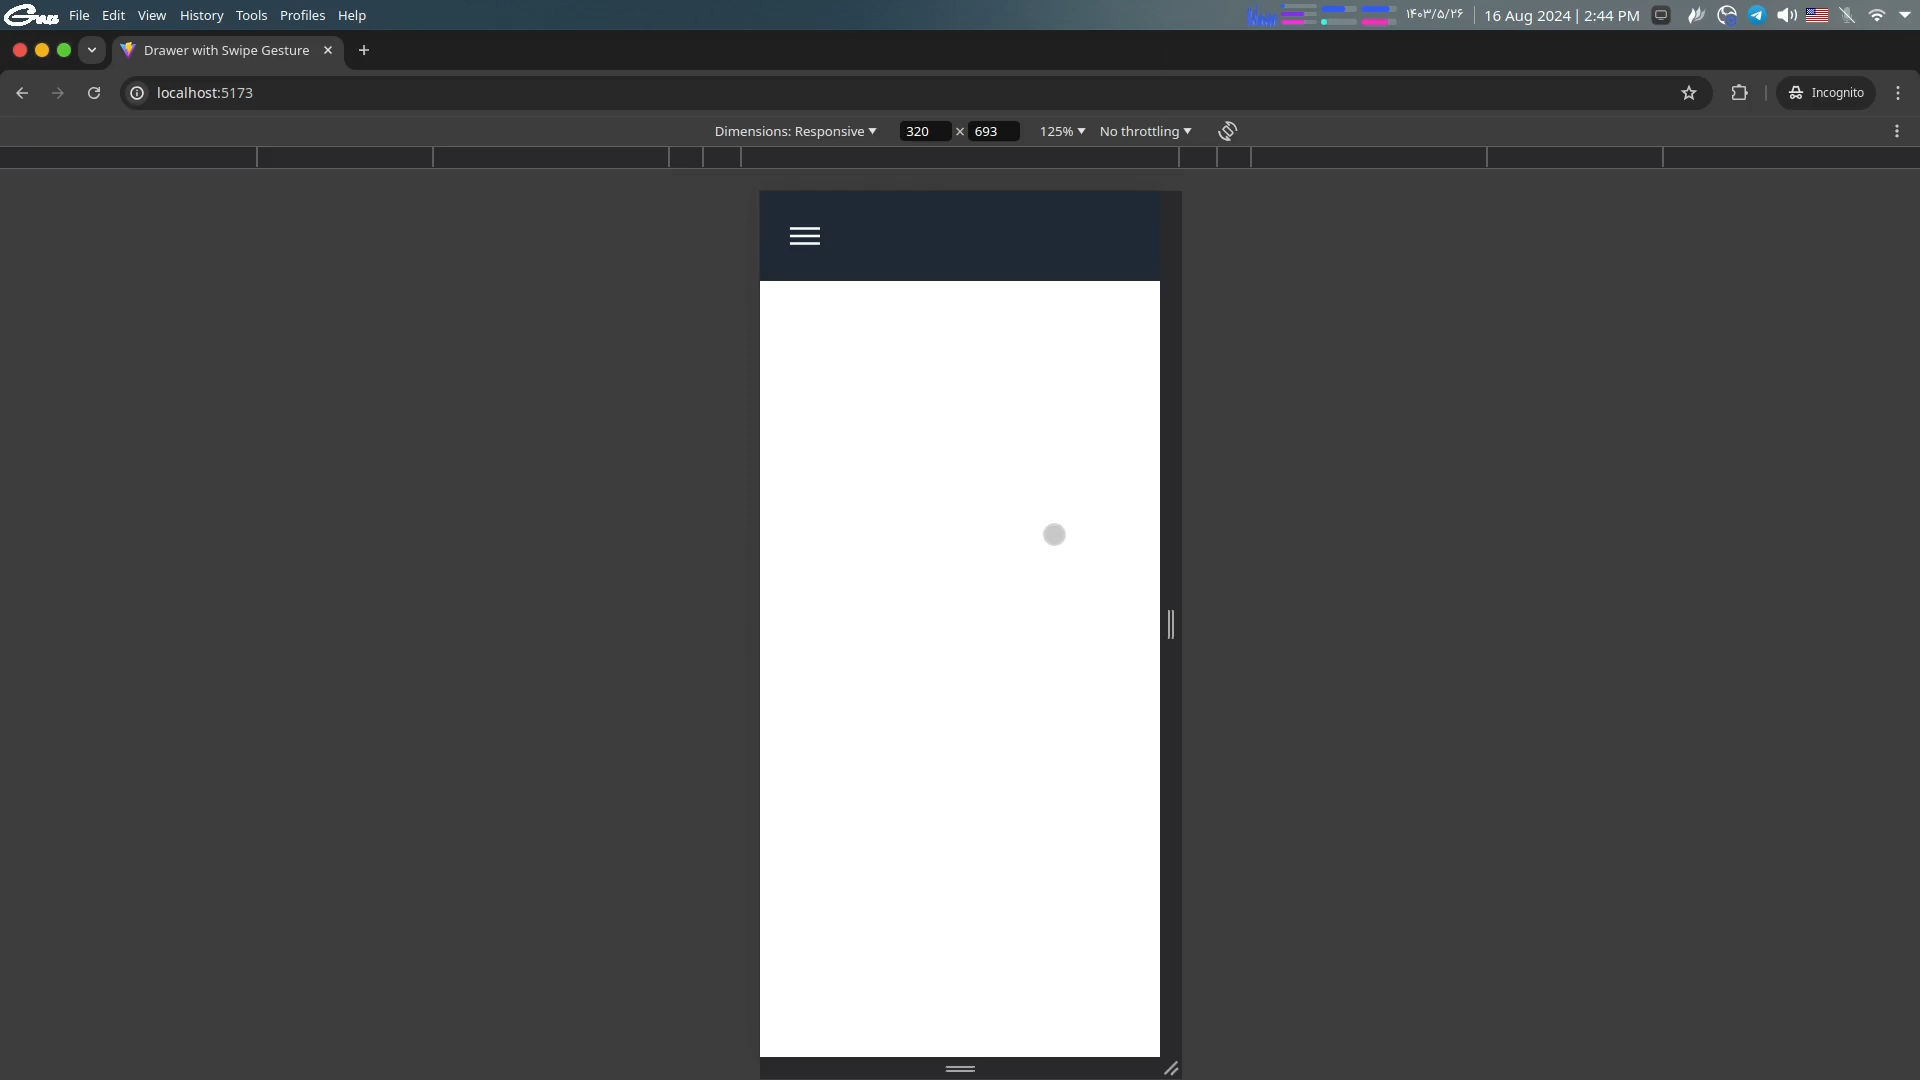 File Edit View History Tools Profiles Help
۱۴۰۳/۵/۲۶ 16 Aug 2024 | 2:44 PM
Drawer with Swipe Gesture
localhost:5173
Incognito
Dimensions: Responsive 320 × 693 125% No throttling